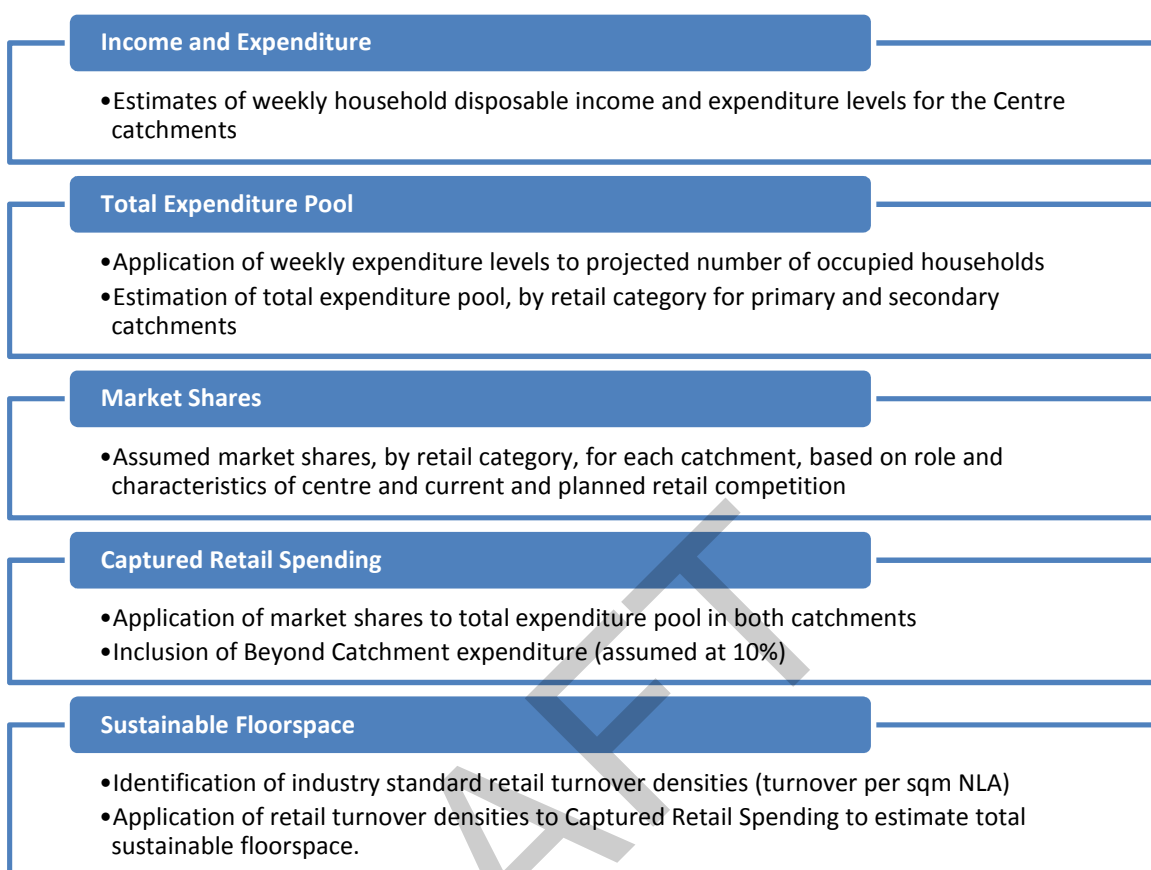 Income and Expenditure
•Estimates of weekly household disposable income and expenditure levels for the Centre
catchments
Total Expenditure Pool
•Application of weekly expenditure levels to projected number of occupied households
•Estimation of total expenditure pool, by retail category for primary and secondary
catchments
Market Shares
•Assumed market shares, by retail category, for each catchment, based on role and
characteristics of centre and current and planned retail competition
Captured Retail Spending
•Application of market shares to total expenditure pool in both catchments
•Inclusion of Beyond Catchment expenditure (assumed at 10%)
Sustainable Floorspace
•Identification of industry standard retail turnover densities (turnover per sqm NLA)
•Application of retail turnover densities to Captured Retail Spending to estimate total
sustainable floorspace.
AFT